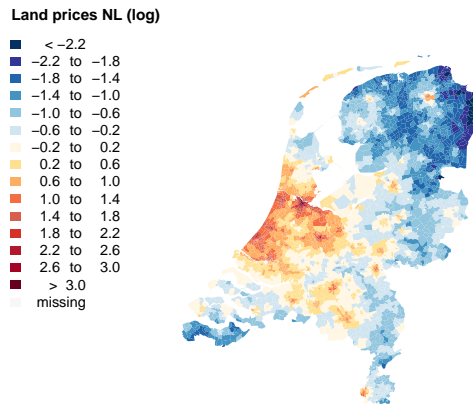 Land prices NL (log)
< −2.2
−2.2 to −1.8
−1.8 to −1.4
−1.4 to −1.0
−1.0 to −0.6
−0.6 to −0.2
−0.2 to 0.2
0.2 to 0.6
0.6 to 1.0
1.0 to 1.4
1.4 to 1.8
1.8 to 2.2
2.2 to 2.6
2.6 to 3.0
> 3.0
missing